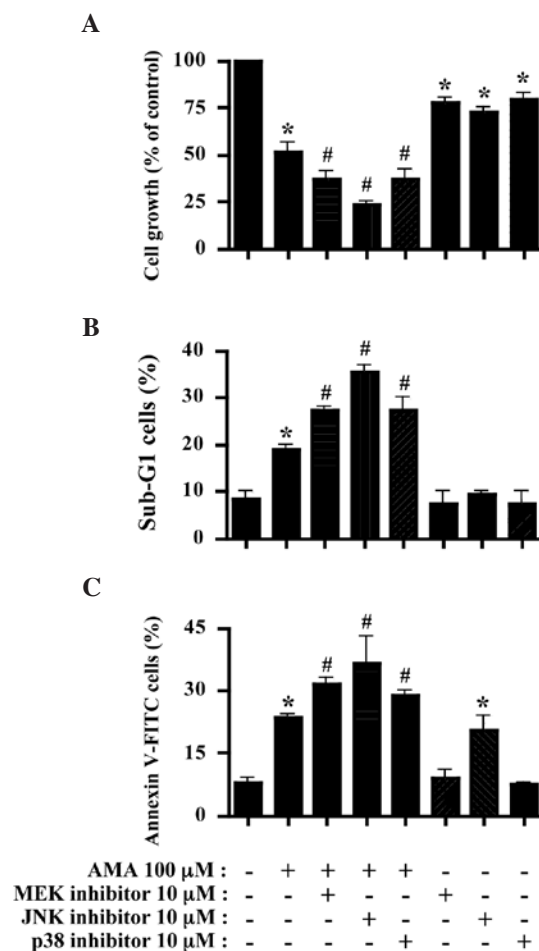 A
Cell growth (% of control)
100
75
50
25
0
* # # # * * *
B
Sub-G1 cells (%)
40
30
20
10
0
* # # #
C
Annexin V-FITC cells (%)
45
30
15
0
* # # # *
AMA 100 μM : - + + + + - - -
MEK inhibitor 10 μM : - - + - - + - -
JNK inhibitor 10 μM : - - - + - - + -
p38 inhibitor 10 μM : - - - - + - - +